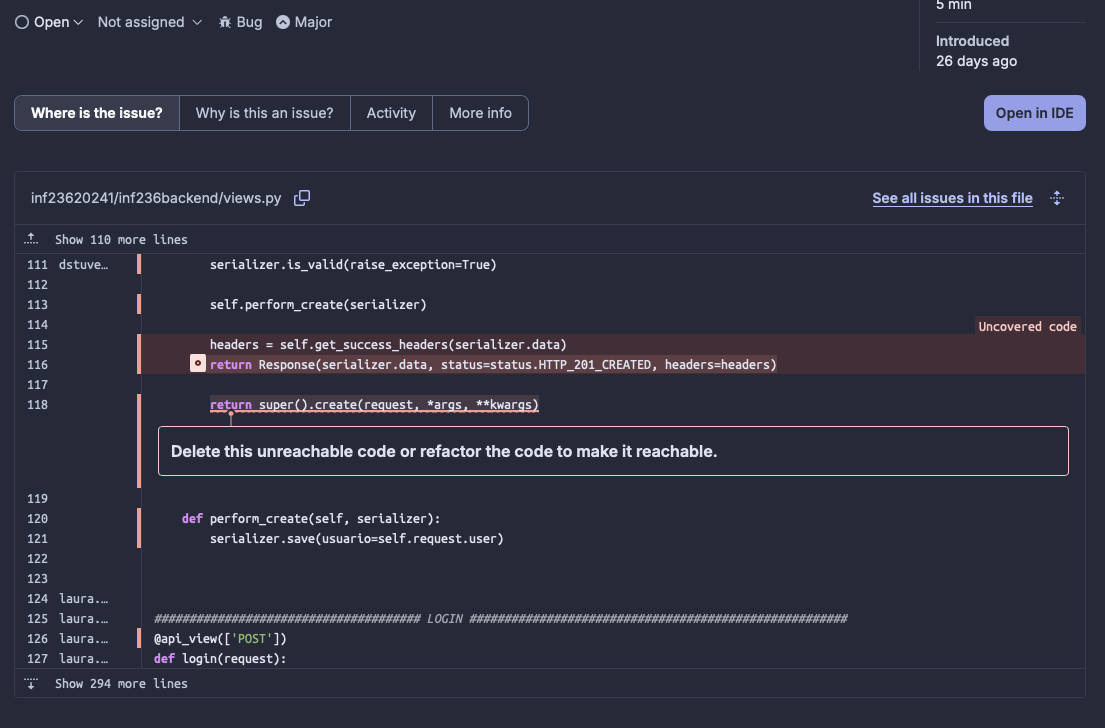 Open Not assigned Bug Major
5 min
Introduced
26 days ago
Where is the issue? Why is this an issue? Activity More info Open in IDE
inf23620241/inf236backend/views.py See all issues in this file
Show 110 more lines
111 dstuve… serializer.is_valid(raise_exception=True)
112
113 self.perform_create(serializer)
114
Uncovered code
115 headers = self.get_success_headers(serializer.data)
116 return Response(serializer.data, status=status.HTTP_201_CREATED, headers=headers)
117
118 return super().create(request, *args, **kwargs)
Delete this unreachable code or refactor the code to make it reachable.
119
120 def perform_create(self, serializer):
121 serializer.save(usuario=self.request.user)
122
123
124 laura.…
125 laura.… ###################################### LOGIN ######################################################
126 laura.… @api_view(['POST'])
127 laura.… def login(request):
Show 294 more lines